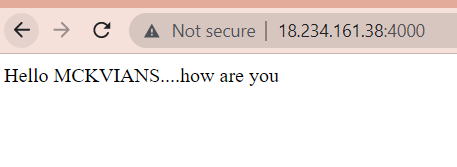 Not secure | 18.234.161.38:4000
Hello MCKVIANS....how are you